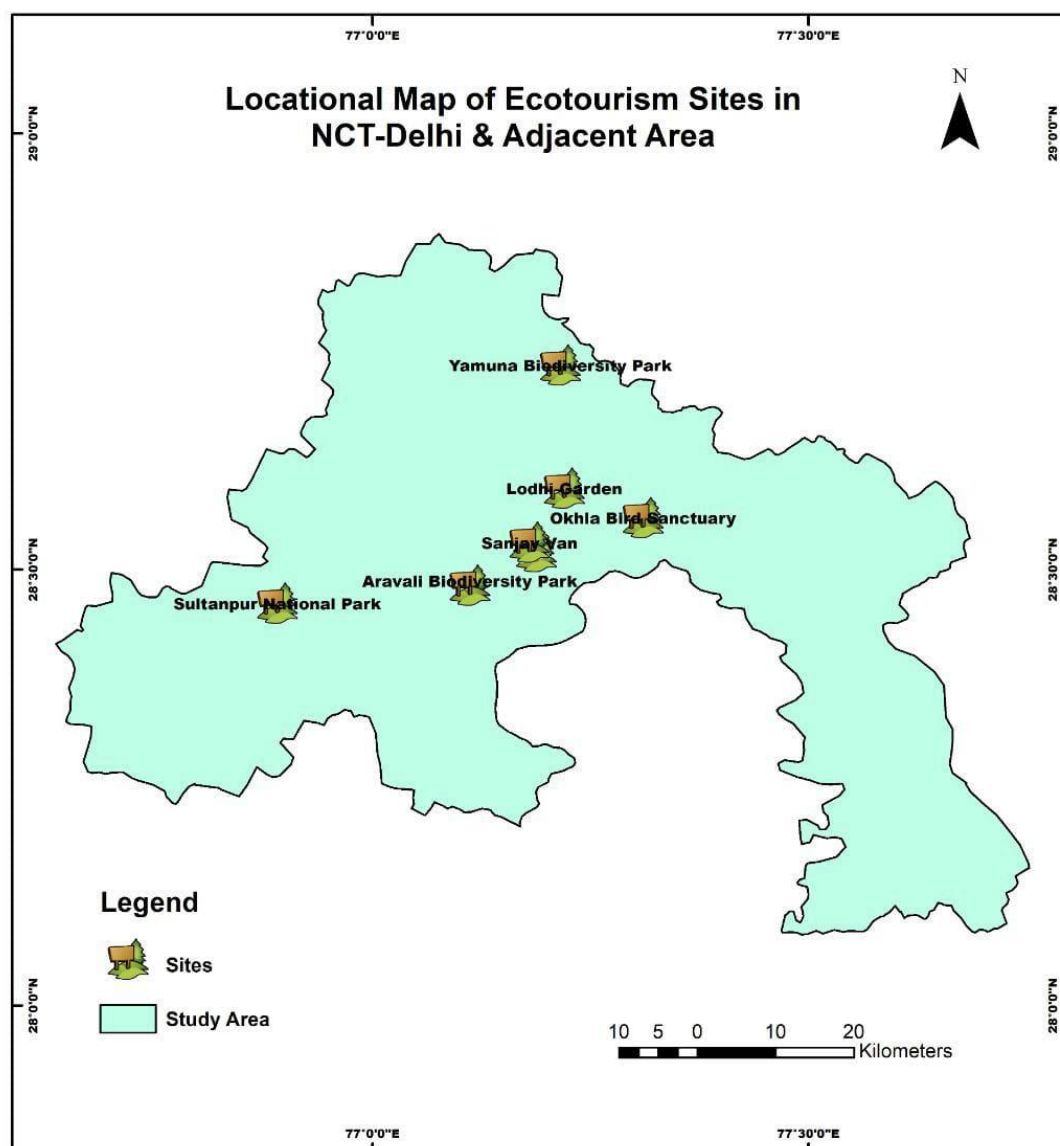 77°0'0"E
77°30'0"E
Locational Map of Ecotourism Sites in
NCT-Delhi & Adjacent Area
N
29°0'0"N
29°0'0"N
Yamuna Biodiversity Park
Lodhi Garden
Okhla Bird Sanctuary
Sanjay Van
28°30'0"N
28°30'0"N
Aravali Biodiversity Park
Sultanpur National Park
Legend
Sites
Study Area
28°0'0"N
28°0'0"N
10 5 0 10 20
Kilometers
77°0'0"E
77°30'0"E